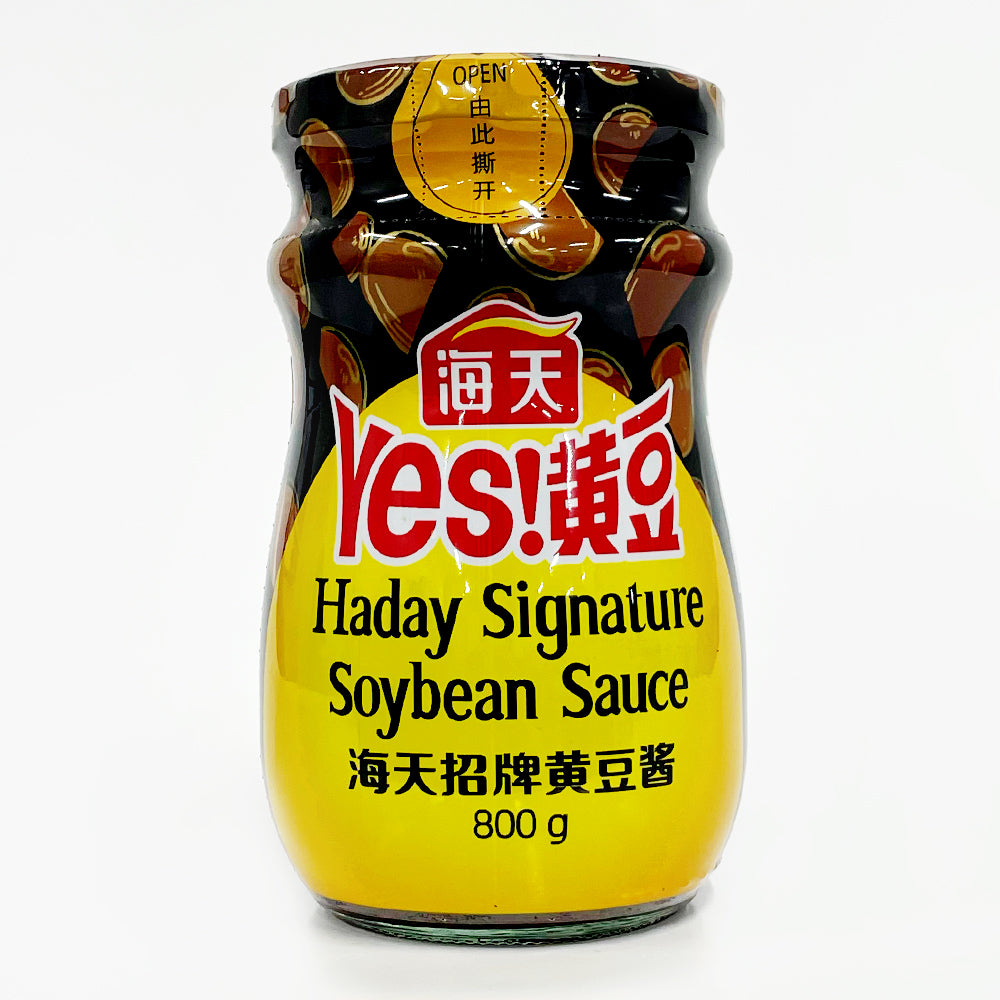 OPEN
由此撕开
海天
Yes!黄豆
Haday Signature
Soybean Sauce
海天招牌黄豆酱
800 g